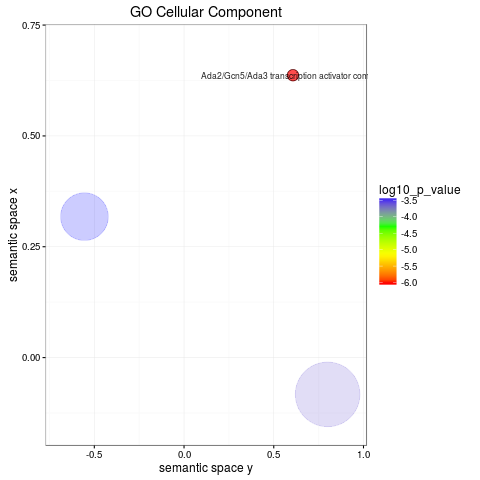 GO Cellular Component
0.75
0.50
0.25
0.00
semantic space x
Ada2/Gcn5/Ada3 transcription activator com
-0.5
0.0
0.5
1.0
semantic space y
log10_p_value
-3.5
-4.0
-4.5
-5.0
-5.5
-6.0